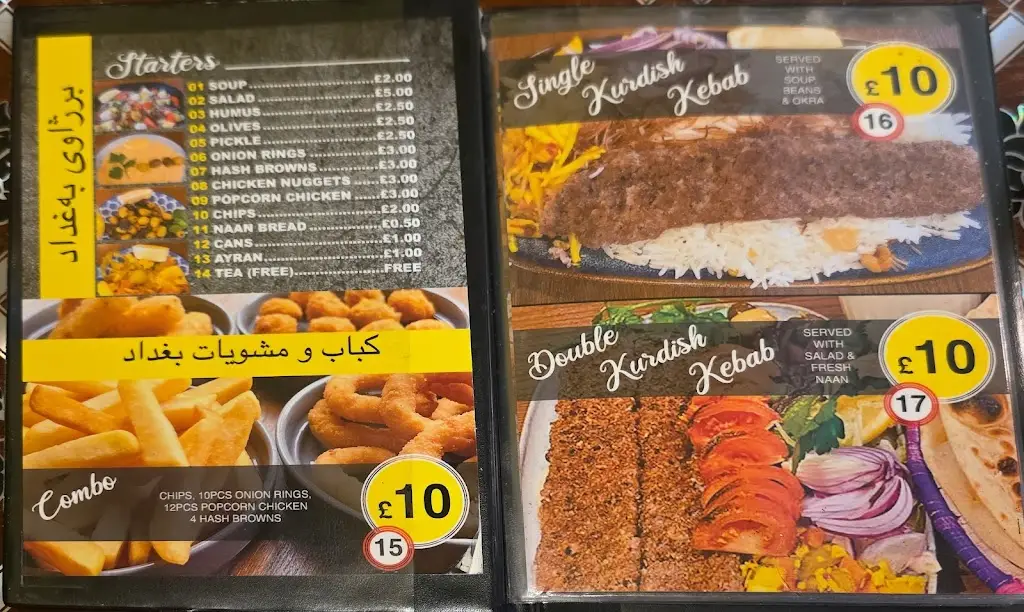 برژاوی بەغداد
Starters
01 SOUP £2.00
02 SALAD £5.00
03 HUMUS £2.50
04 OLIVES £2.50
05 PICKLE £2.50
06 ONION RINGS £3.00
07 HASH BROWNS £3.00
08 CHICKEN NUGGETS £3.00
09 POPCORN CHICKEN £3.00
10 CHIPS £2.00
11 NAAN BREAD £0.50
12 CANS £1.00
13 AYRAN £1.00
14 TEA (FREE) FREE
كباب و مشويات بغداد
Combo
CHIPS, 10PCS ONION RINGS,
12PCS POPCORN CHICKEN
4 HASH BROWNS
£10
15
Single Kurdish Kebab
SERVED
WITH
SOUP,
BEANS
& OKRA
£10
16
Double Kurdish Kebab
SERVED
WITH
SALAD &
FRESH
NAAN
£10
17